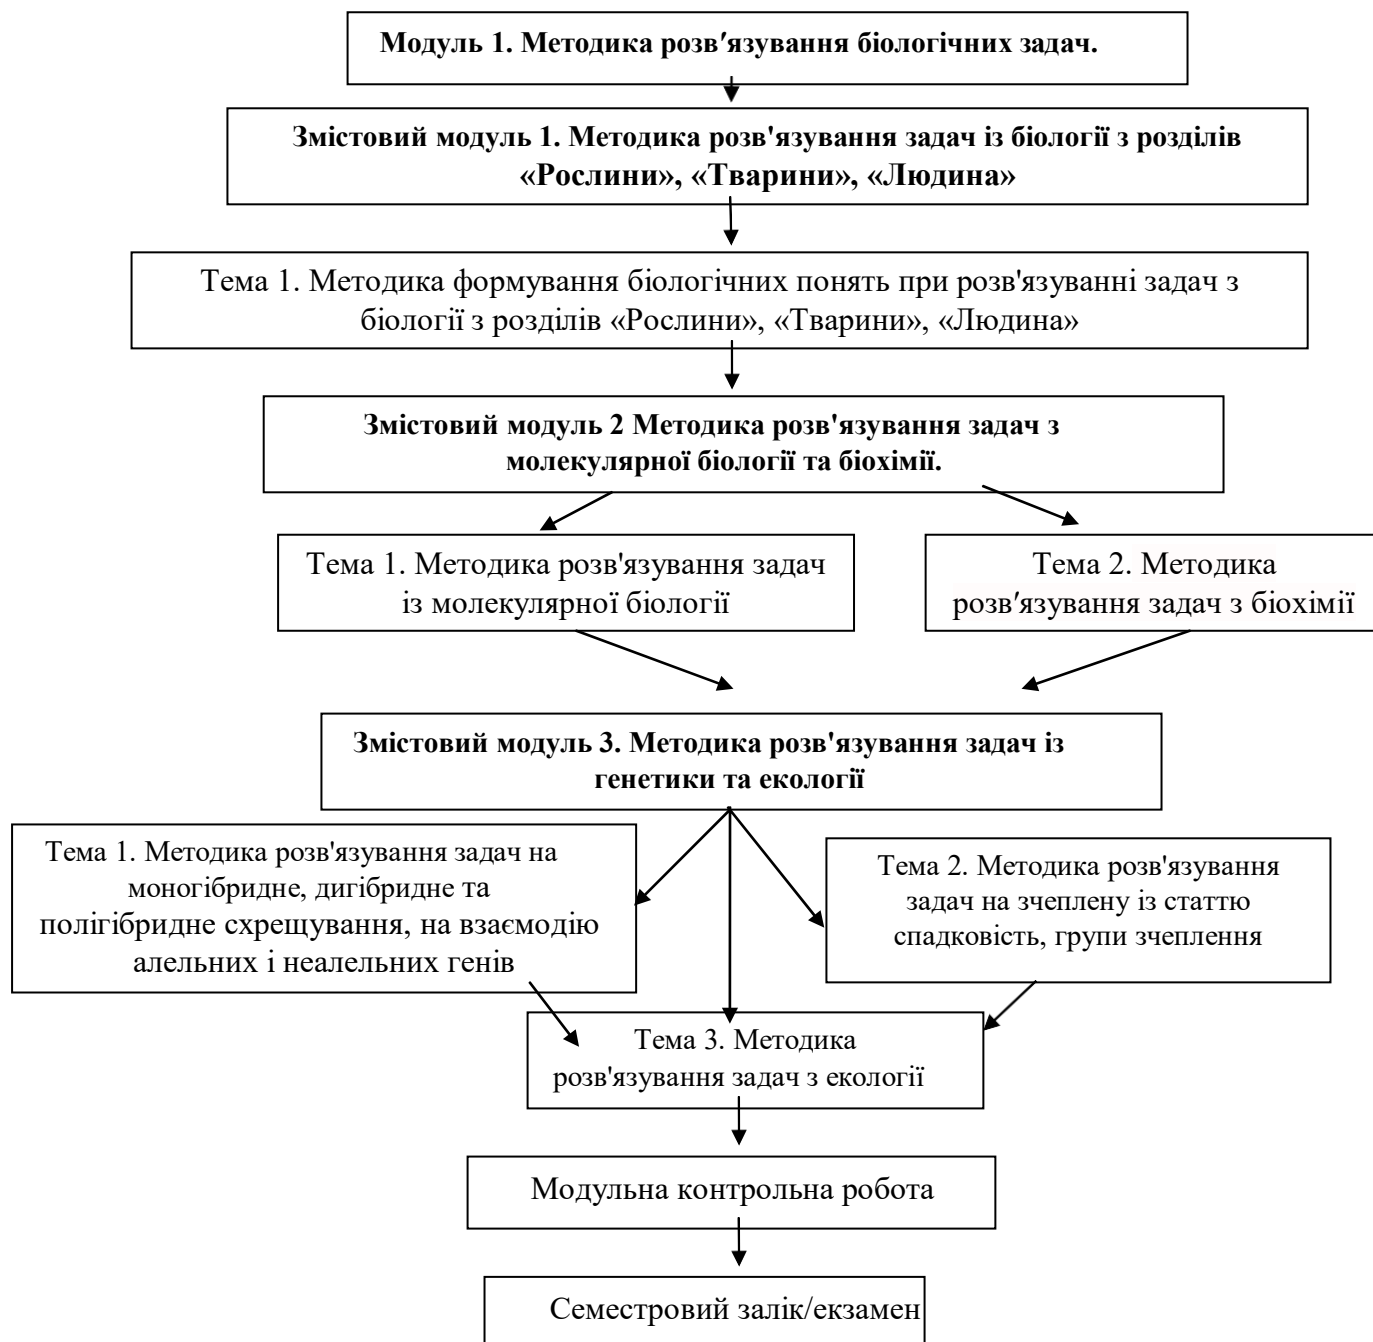 Модуль 1. Методика розв′язування біологічних задач.
Змістовий модуль 1. Методика розв'язування задач із біології з розділів
«Рослини», «Тварини», «Людина»
Тема 1. Методика формування біологічних понять при розв'язуванні задач з
біології з розділів «Рослини», «Тварини», «Людина»
Змістовий модуль 2 Методика розв'язування задач з
молекулярної біології та біохімії.
Тема 1. Методика розв'язування задач
із молекулярної біології
Тема 2. Методика
розв′язування задач з біохімії
Змістовий модуль 3. Методика розв'язування задач із
генетики та екології
Тема 1. Методика розв'язування задач на
моногібридне, дигібридне та
полігібридне схрещування, на взаємодію
алельних і неалельних генів
Тема 2. Методика розв'язування
задач на зчеплену із статтю
спадковість, групи зчеплення
Тема 3. Методика
розв'язування задач з екології
Модульна контрольна робота
Семестровий залік/екзамен